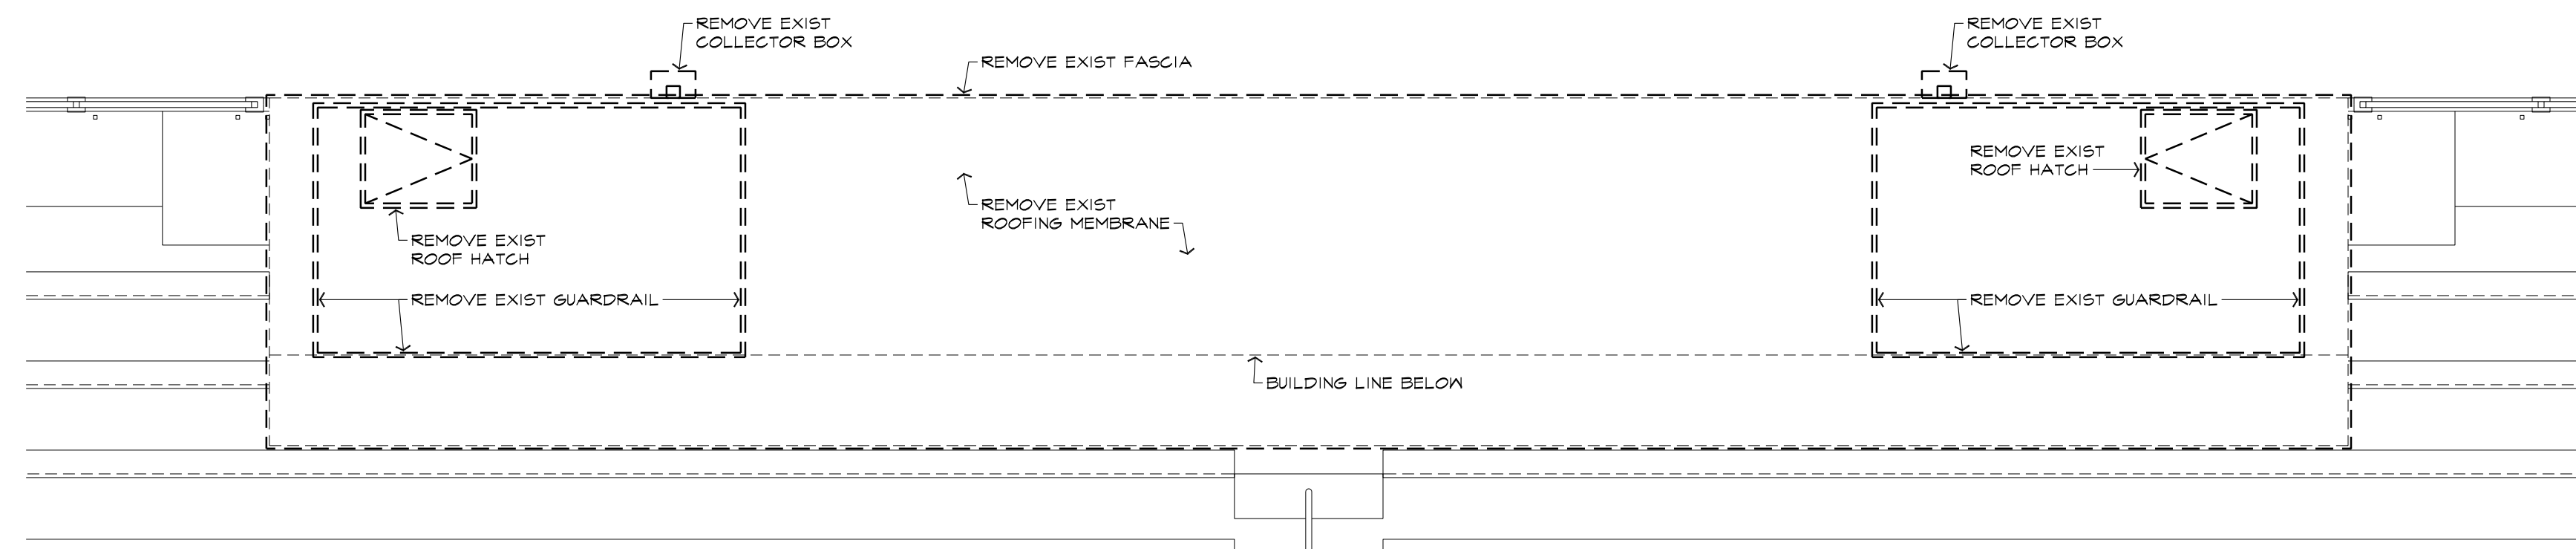 REMOVE EXIST
COLLECTOR BOX
REMOVE EXIST FASCIA
REMOVE EXIST
COLLECTOR BOX
REMOVE EXIST
ROOF HATCH
REMOVE EXIST
ROOFING MEMBRANE
REMOVE EXIST
ROOF HATCH
REMOVE EXIST GUARDRAIL
REMOVE EXIST GUARDRAIL
BUILDING LINE BELOW